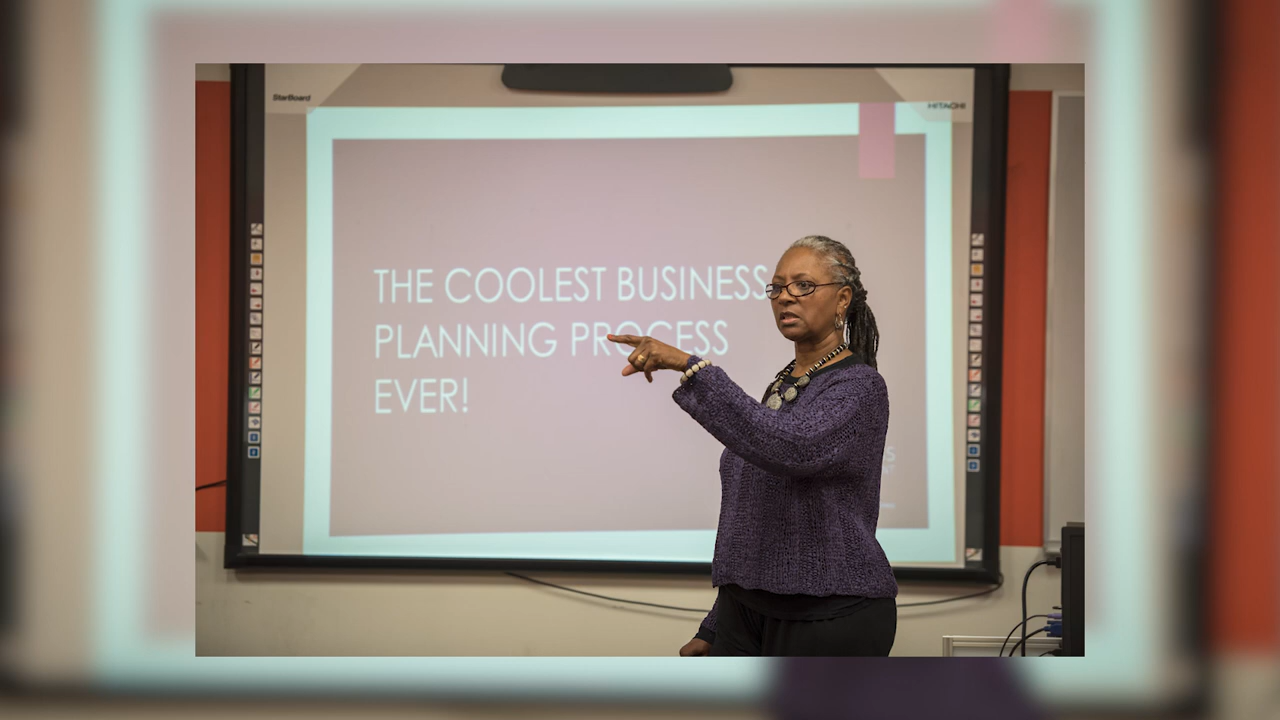 StarBoard
HITACHI
THE COOLEST BUSINESS
PLANNING PROCESS
EVER!